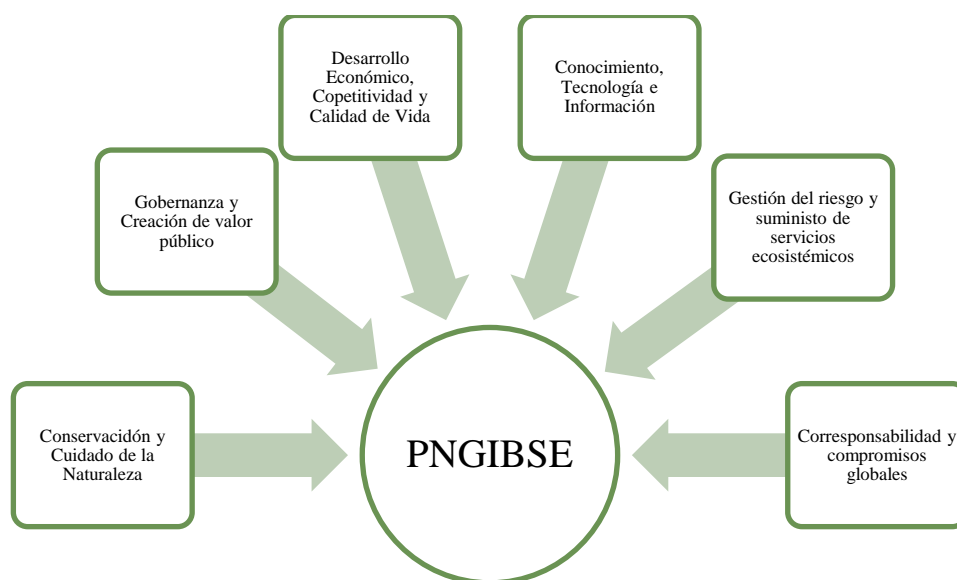 Desarrollo
Económico,
Copetitividad y
Calidad de Vida
Conocimiento,
Tecnología e
Información
Gobernanza y
Creación de valor
público
Gestión del riesgo y
suministo de
servicios
ecosistémicos
Conservacidón y
Cuidado de la
Naturaleza
PNGIBSE
Corresponsabilidad y
compromisos
globales